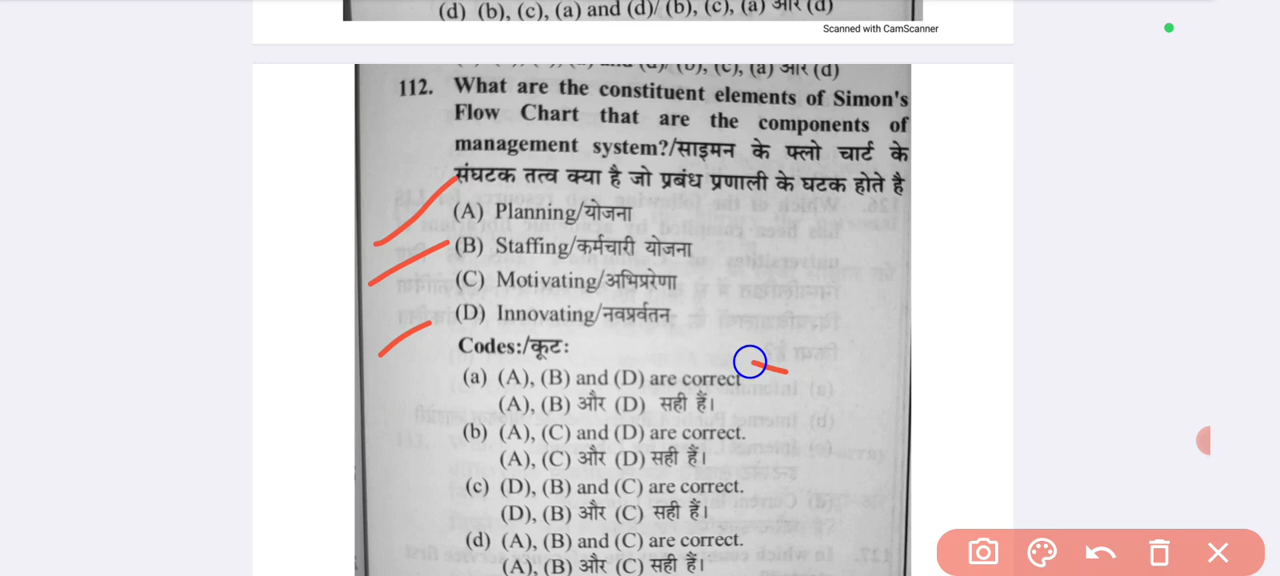 (d) (b), (c), (a) and (d)/ (b), (c), (a) और (d)
Scanned with CamScanner
(c), (a) और (d)
112. What are the constituent elements of Simon's
Flow Chart that are the components of
management system?/साइमन के फ्लो चार्ट के
संघटक तत्व क्या है जो प्रबंध प्रणाली के घटक होते है
(A) Planning/योजना
(B) Staffing/कर्मचारी योजना
(C) Motivating/अभिप्ररेणा
(D) Innovating/नवप्रर्वतन
Codes:/कूट:
(a) (A), (B) and (D) are correct
(A), (B) और (D) सही हैं।
(b) (A), (C) and (D) are correct.
(A), (C) और (D) सही हैं।
(c) (D), (B) and (C) are correct.
(D), (B) और (C) सही हैं।
(d) (A), (B) and (C) are correct.
(A), (B) और (C) सही हैं।